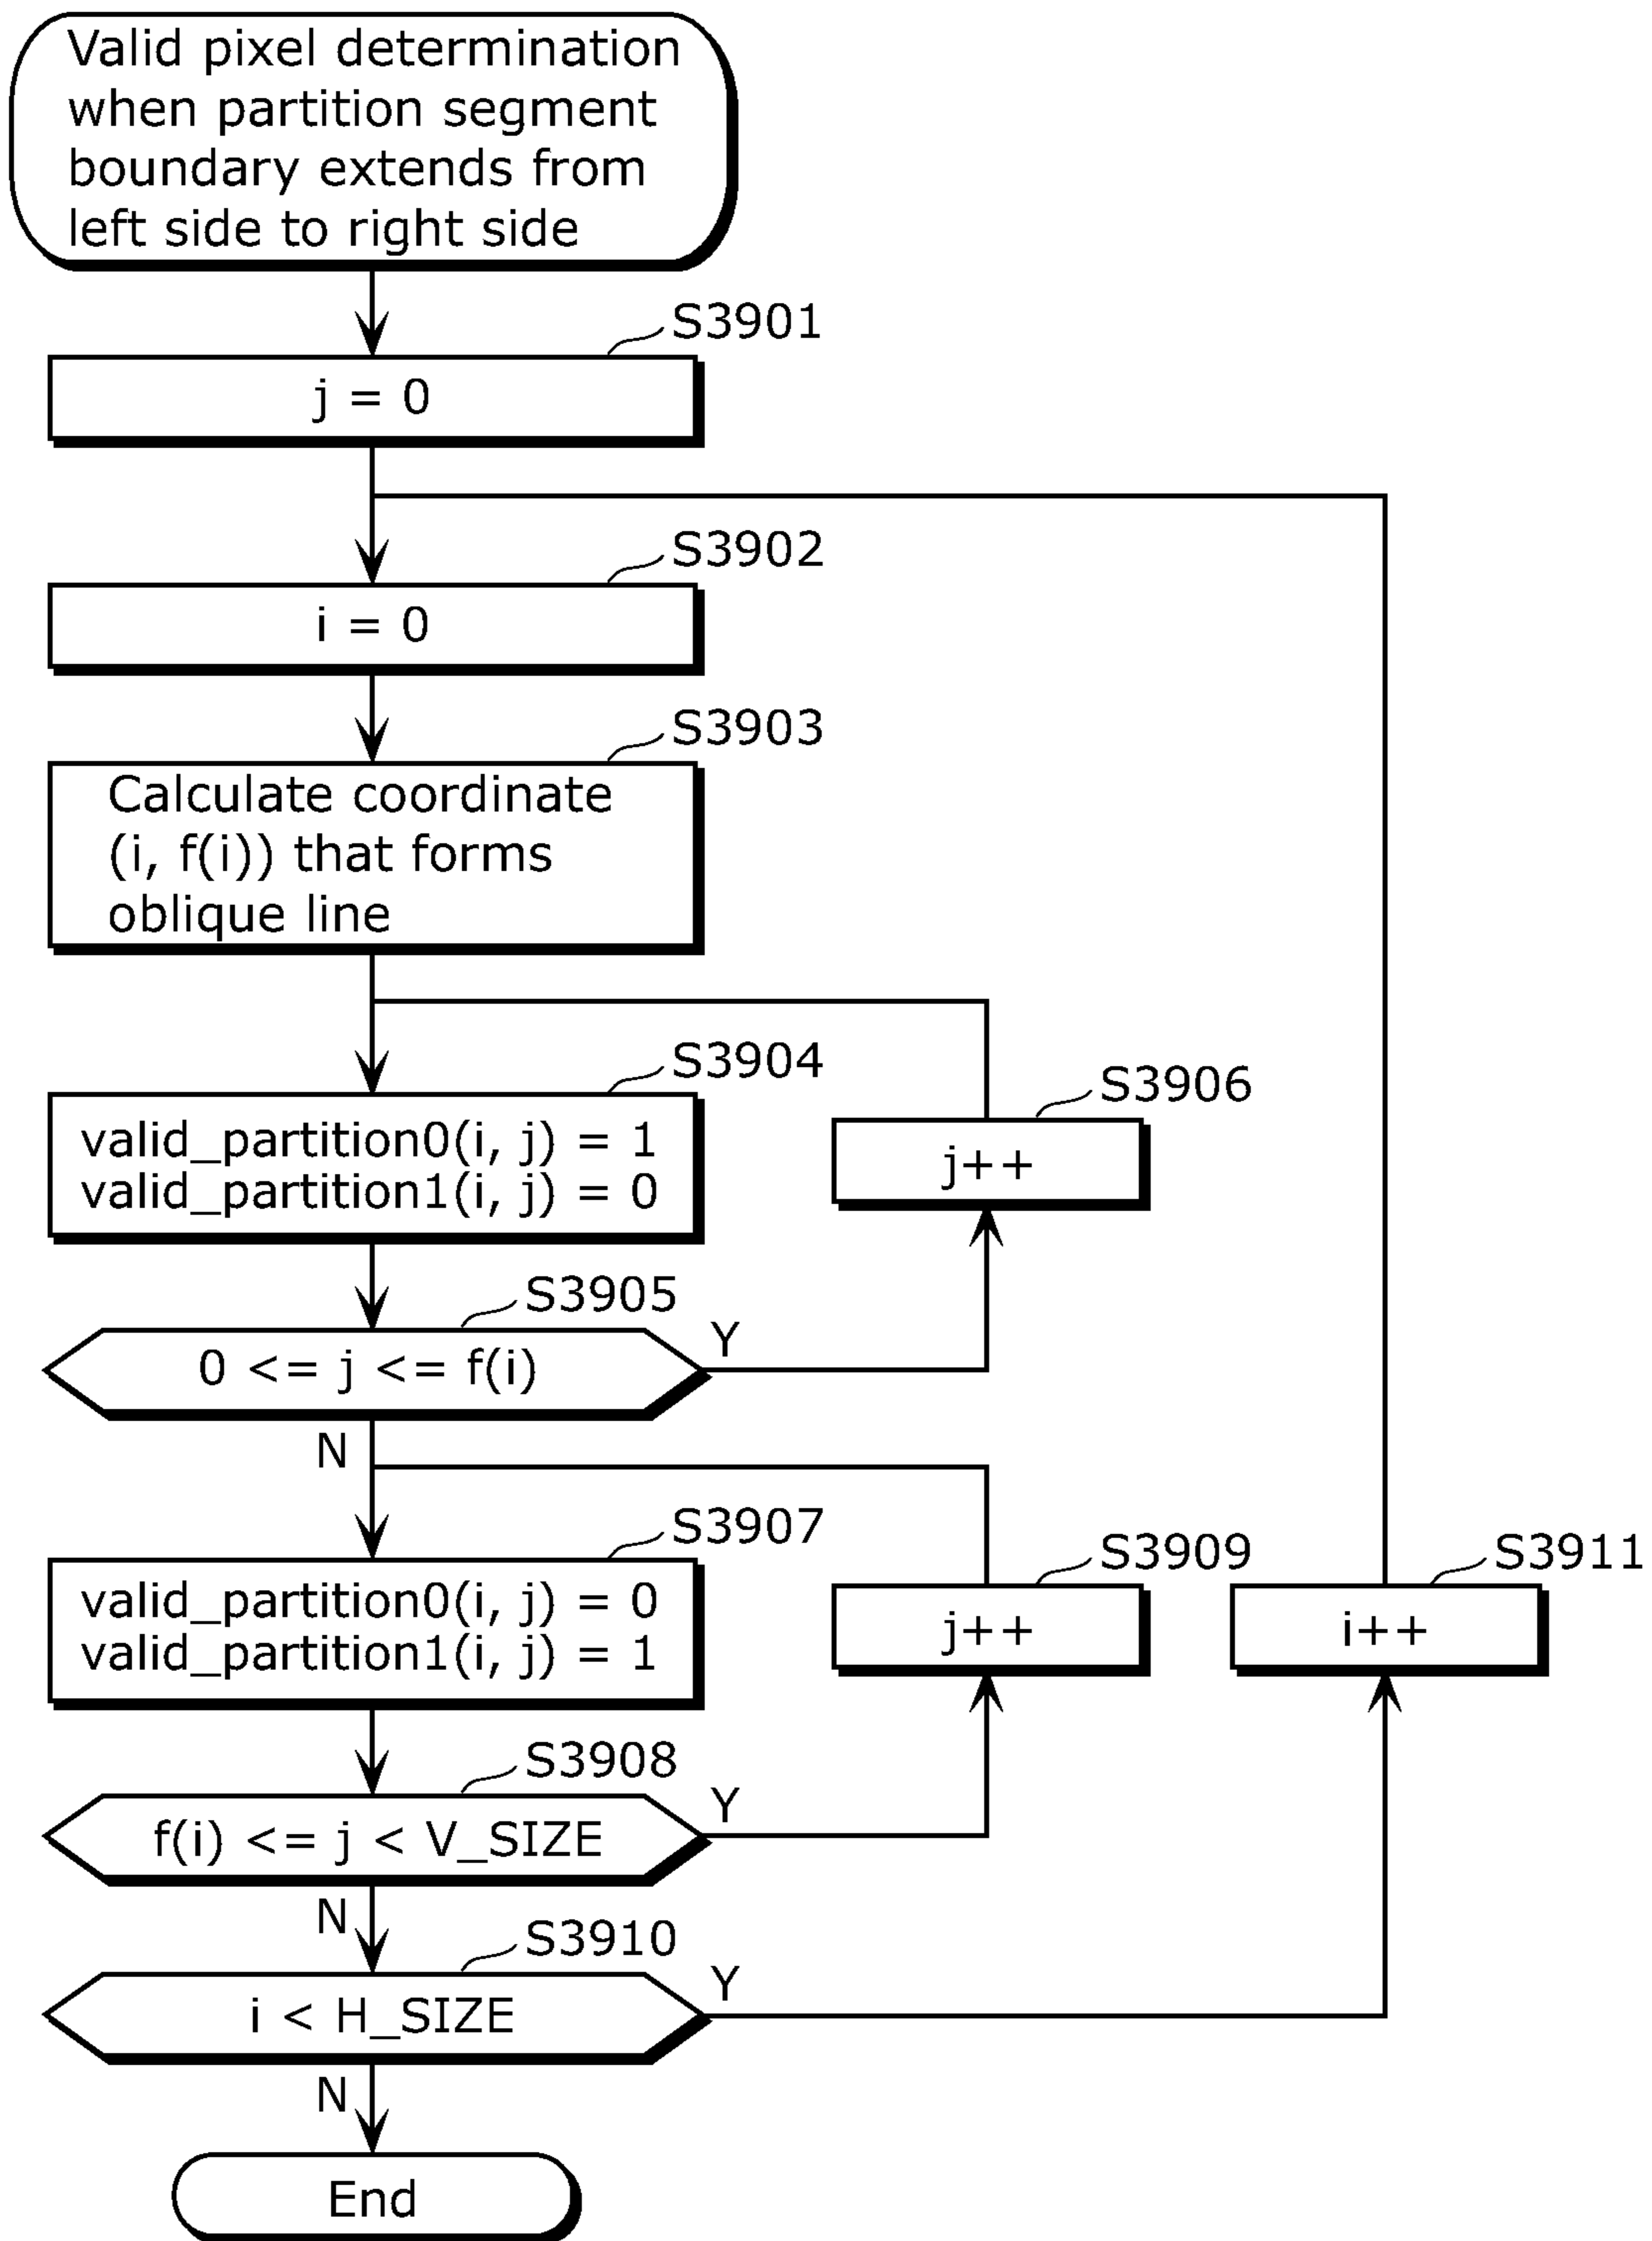 Valid pixel determination
when partition segment
boundary extends from
left side to right side
S3901
j = 0
S3902
i = 0
S3903
Calculate coordinate
(i, f(i)) that forms
oblique line
S3904
valid_partition0(i, j) = 1
valid_partition1(i, j) = 0
S3906
j++
S3905
0 <= j <= f(i)
Y
N
S3907
valid_partition0(i, j) = 0
valid_partition1(i, j) = 1
S3909
j++
S3911
i++
S3908
f(i) <= j < V_SIZE
Y
N
S3910
i < H_SIZE
Y
N
End